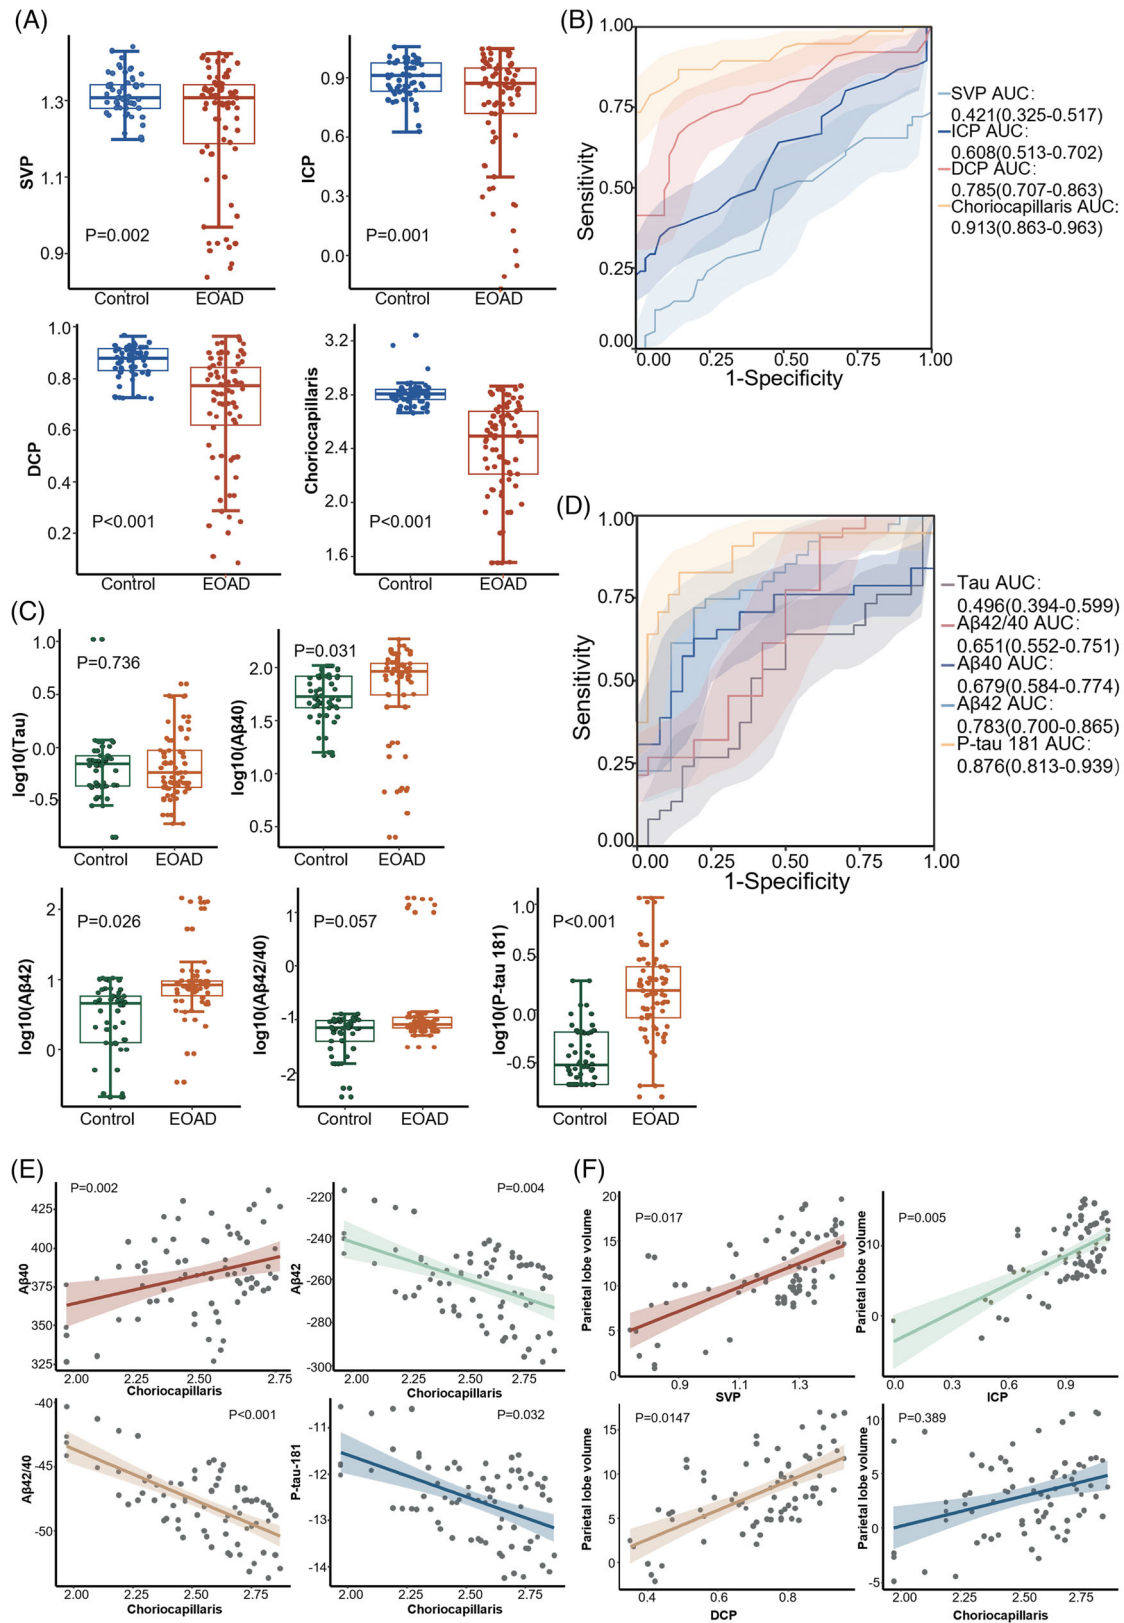 (A)
SVP
1.3
1.1
0.9
P=0.002
Control EOAD
ICP
0.9
0.6
0.3
0.0
P=0.001
Control EOAD
DCP
1.0
0.8
0.6
0.4
0.2
P<0.001
Control EOAD
Choriocapillaris
3.2
2.8
2.4
2.0
1.6
P<0.001
Control EOAD
(B)
Sensitivity
1.00
0.75
0.50
0.25
0.00
0.00 0.25 0.50 0.75 1.00
1-Specificity
SVP AUC:
0.421(0.325-0.517)
ICP AUC:
0.608(0.513-0.702)
DCP AUC:
0.785(0.707-0.863)
Choriocapillaris AUC:
0.913(0.863-0.963)
(C)
log10(Tau)
1.0
0.5
0.0
-0.5
P=0.736
Control EOAD
log10(Aβ40)
2.0
1.5
1.0
0.5
P=0.031
Control EOAD
log10(Aβ42)
2
1
0
P=0.026
Control EOAD
log10(Aβ42/40)
1
0
-1
-2
P=0.057
Control EOAD
log10(P-tau 181)
1.0
0.5
0.0
-0.5
P<0.001
Control EOAD
(D)
Sensitivity
1.00
0.75
0.50
0.25
0.00
0.00 0.25 0.50 0.75 1.00
1-Specificity
Tau AUC:
0.496(0.394-0.599)
Aβ42/40 AUC:
0.651(0.552-0.751)
Aβ40 AUC:
0.679(0.584-0.774)
Aβ42 AUC:
0.783(0.700-0.865)
P-tau 181 AUC:
0.876(0.813-0.939)
(E)
P=0.002
Aβ40
425
400
375
350
325
2.00 2.25 2.50 2.75
Choriocapillaris
P=0.004
Aβ42
-220
-240
-260
-280
-300
2.00 2.25 2.50 2.75
Choriocapillaris
P<0.001
Aβ42/40
-40
-45
-50
2.00 2.25 2.50 2.75
Choriocapillaris
P=0.032
P-tau-181
-11
-12
-13
-14
2.00 2.25 2.50 2.75
Choriocapillaris
(F)
P=0.017
Parietal lobe volume
20
15
10
5
0
0.9 1.1 1.3
SVP
P=0.005
Parietal lobe volume
10
0
0.0 0.3 0.6 0.9
ICP
P=0.0147
Parietal lobe volume
15
10
5
0
0.4 0.6 0.8
DCP
P=0.389
Parietal lobe volume
10
5
0
-5
2.00 2.25 2.50 2.75
Choriocapillaris